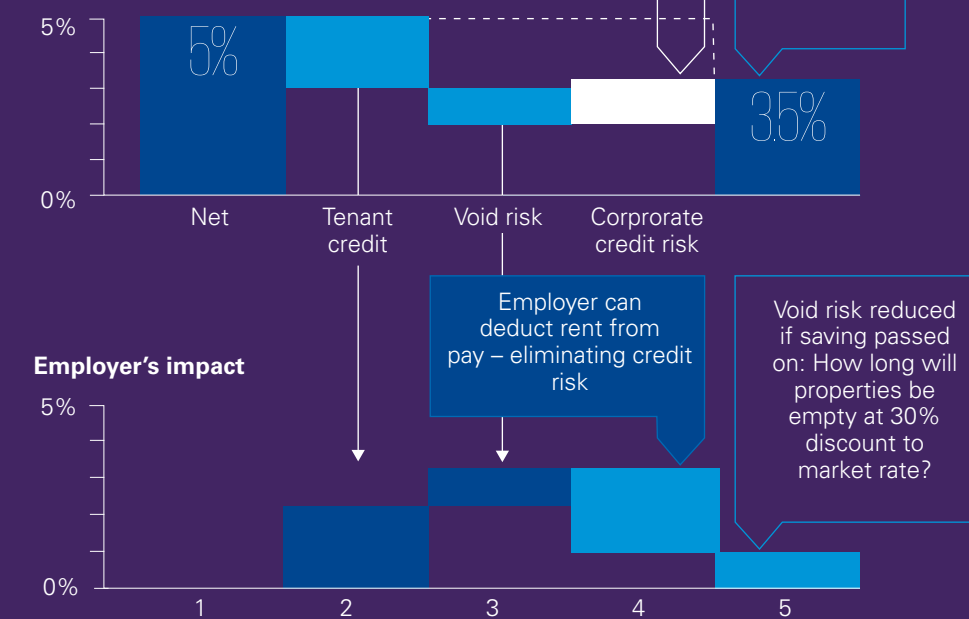 5%
5%
3.5%
0%
Net
Tenant
credit
Void risk
Corprorate
credit risk
Employer can
deduct rent from
pay – eliminating credit
risk
Void risk reduced
if saving passed
on: How long will
properties be
empty at 30%
discount to
market rate?
Employer's impact
5%
0%
1
2
3
4
5